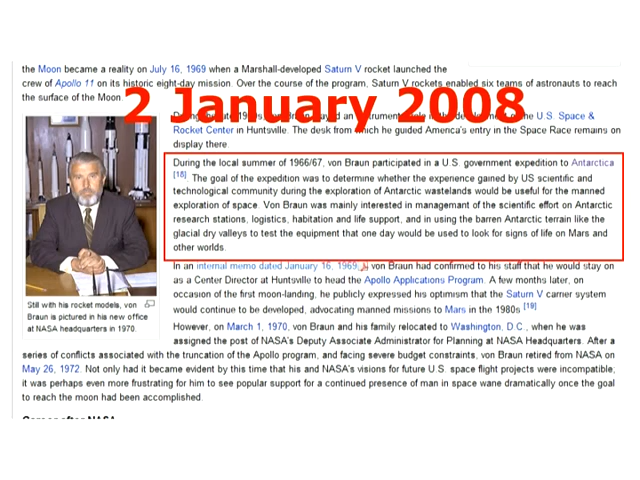 the Moon became a reality on July 16, 1969 when a Marshall-developed Saturn V rocket launched the
crew of Apollo 11 on its historic eight-day mission. Over the course of the program, Saturn V rockets enabled six teams of astronauts to reach
the surface of the Moon.
2 January 2008
During the U.S. Space &
Rocket Center in Huntsville. The desk from which he guided America's entry in the Space Race remains on
display there.
During the local summer of 1966/67, von Braun participated in a U.S. government expedition to Antarctica
[18] The goal of the expedition was to determine whether the experience gained by US scientific and
technological community during the exploration of Antarctic wastelands would be useful for the manned
exploration of space. Von Braun was mainly interested in managemant of the scientific effort on Antarctic
research stations, logistics, habitation and life support, and in using the barren Antarctic terrain like the
glacial dry valleys to test the equipment that one day would be used to look for signs of life on Mars and
other worlds.
In an internal memo dated January 16, 1969, von Braun had confirmed to his staff that he would stay on
as a Center Director at Huntsville to head the Apollo Applications Program. A few months later, on
occasion of the first moon-landing, he publicly expressed his optimism that the Saturn V carrier system
would continue to be developed, advocating manned missions to Mars in the 1980s [19]
Still with his rocket models, von
Braun is pictured in his new office
at NASA headquarters in 1970.
However, on March 1, 1970, von Braun and his family relocated to Washington, D.C., when he was
assigned the post of NASA's Deputy Associate Administrator for Planning at NASA Headquarters. After a
series of conflicts associated with the truncation of the Apollo program, and facing severe budget constraints, von Braun retired from NASA on
May 26, 1972. Not only had it became evident by this time that his and NASA's visions for future U.S. space flight projects were incompatible,
it was perhaps even more frustrating for him to see popular support for a continued presence of man in space wane dramatically once the goal
to reach the moon had been accomplished.
Career after NASA